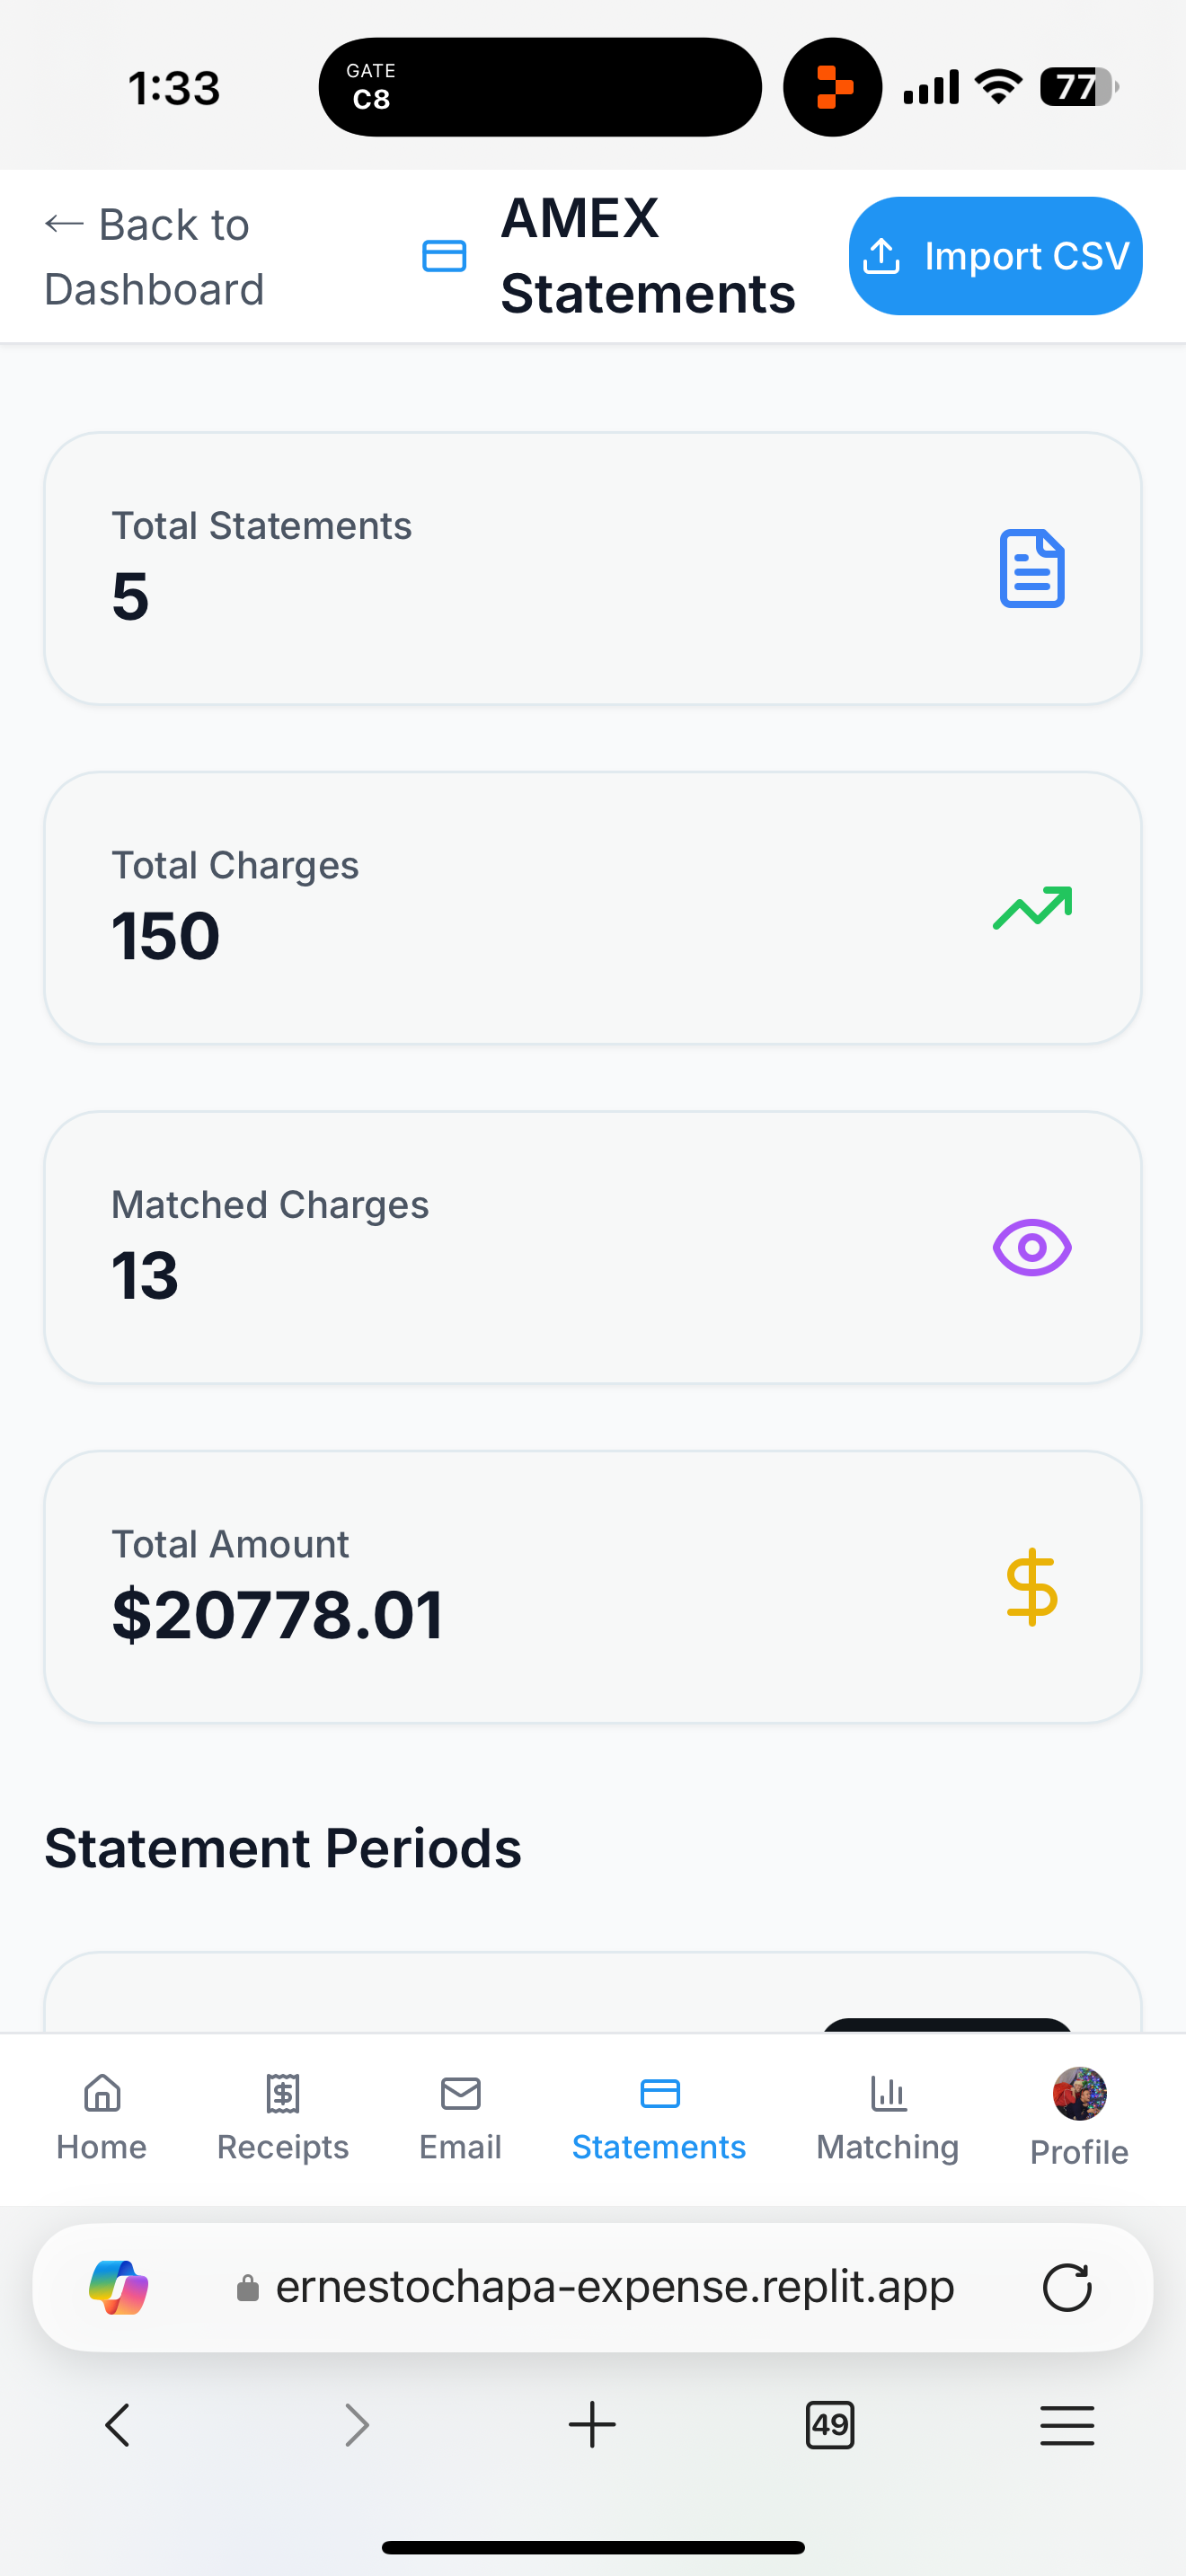 1:33
GATE
C8
77
← Back to
Dashboard
AMEX
Statements
Import CSV
Total Statements
5
Total Charges
150
Matched Charges
13
Total Amount
$20778.01
Statement Periods
Home
Receipts
Email
Statements
Matching
Profile
ernestochapa-expense.replit.app
49